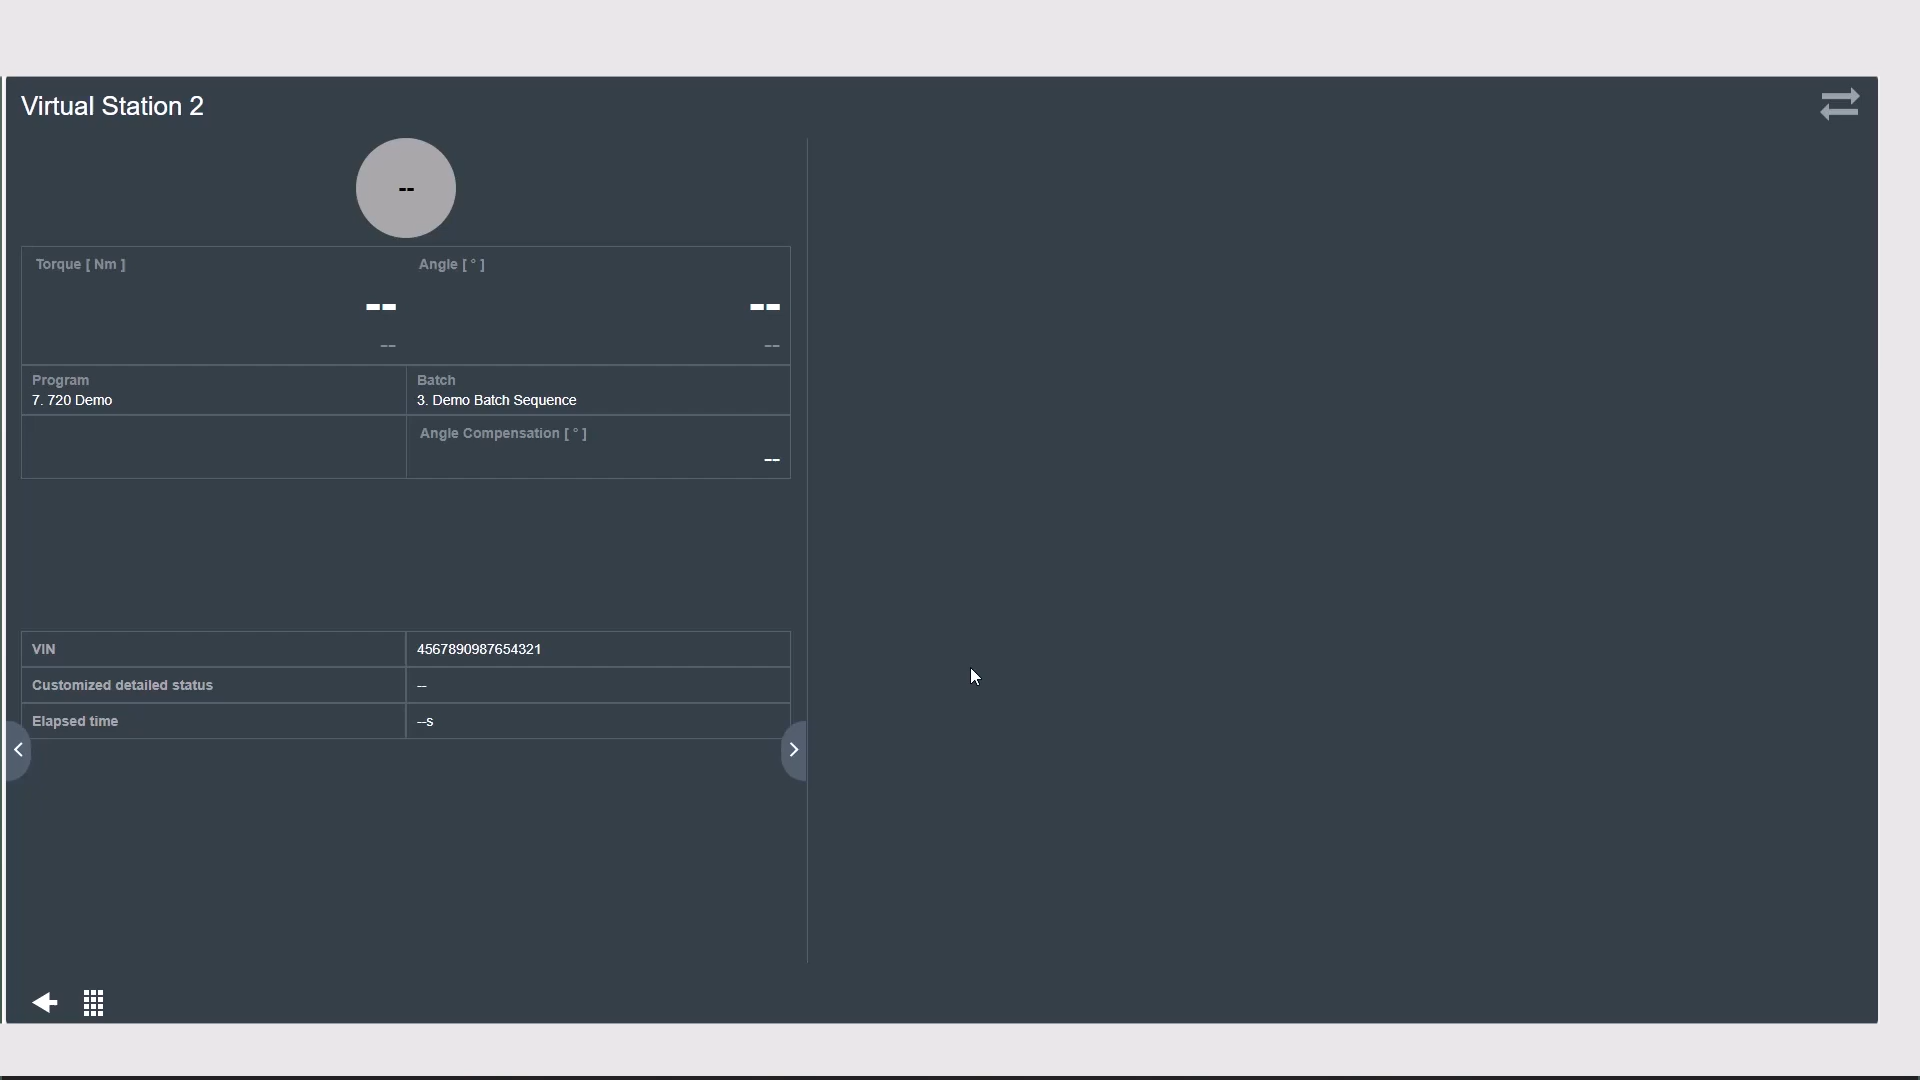 Virtual Station 2
--
Torque [ Nm ] Angle [ ° ]
-- --
-- --
Program Batch
7. 720 Demo 3. Demo Batch Sequence
Angle Compensation [ ° ]
--
VIN 4567890987654321
Customized detailed status --
Elapsed time --s